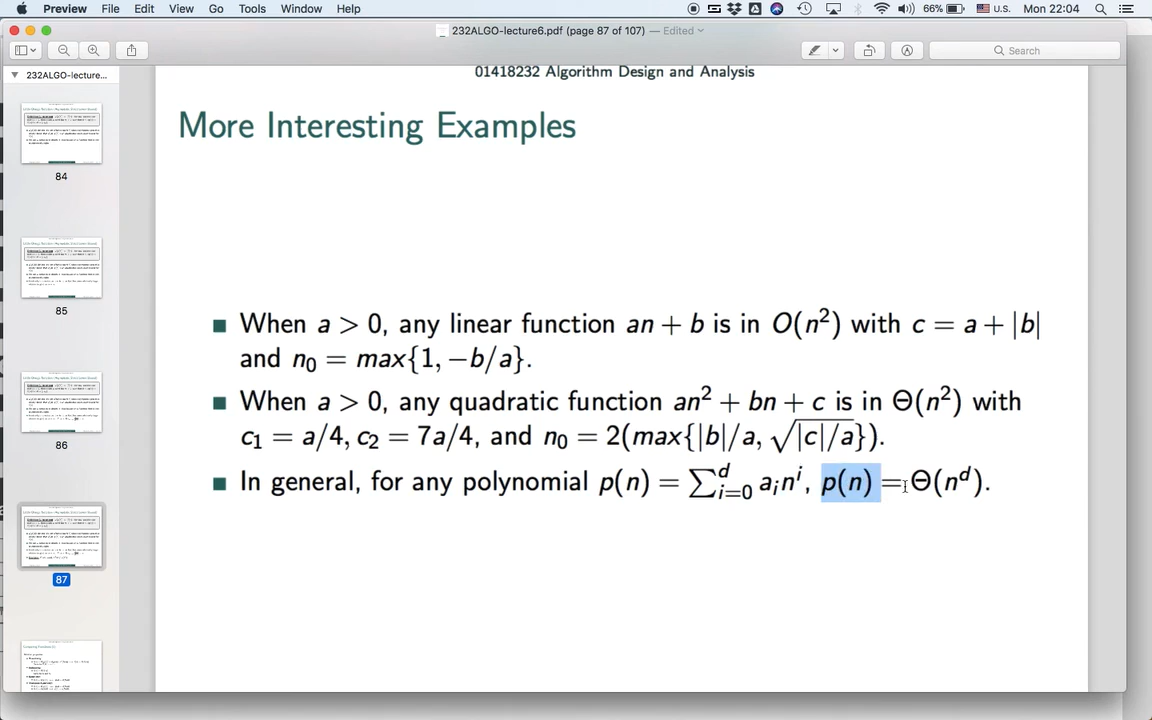 Preview File Edit View Go Tools Window Help 66% U.S. Mon 22:04
232ALGO-lecture6.pdf (page 87 of 107) — Edited
Search
232ALGO-lecture...
84
85
86
87
01418232 Algorithm Design and Analysis
More Interesting Examples
■ When a > 0, any linear function an + b is in O(n²) with c = a + |b|
and n₀ = max{1, −b/a}.
■ When a > 0, any quadratic function an² + bn + c is in Θ(n²) with
c₁ = a/4, c₂ = 7a/4, and n₀ = 2(max{|b|/a, √|c|/a}).
■ In general, for any polynomial p(n) = ∑ᵢ₌₀ᵈ aᵢnⁱ, p(n) = Θ(nᵈ).